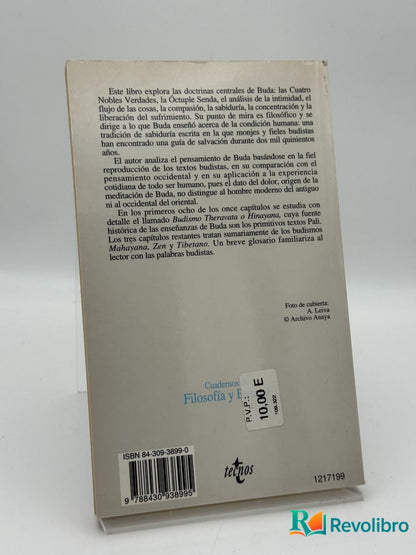 Este libro explora las doctrinas centrales de Buda: las Cuatro
Nobles Verdades, la Óctuple Senda, el análisis de la intimidad, el
flujo de las cosas, la compasión, la sabiduría, la concentración y la
liberación del sufrimiento. Su punto de mira es filosófico y se
dirige a lo que Buda enseñó acerca de la condición humana: una
tradición de sabiduría escrita en la que monjes y fieles budistas
han encontrado una guía de salvación durante dos mil quinientos
años.
El autor analiza el pensamiento de Buda basándose en la fiel
reproducción de los textos budistas, en su comparación con el
pensamiento occidental y en su aplicación a la experiencia
cotidiana de todo ser humano, pues el dato del dolor, origen de la
meditación de Buda, no distingue al hombre moderno del antiguo
ni al occidental del oriental.
En los primeros ocho de los once capítulos se estudia con
detalle el llamado Budismo Theravata o Hinayana, cuya fuente
histórica de las enseñanzas de Buda son los primitivos textos Pali.
Los tres capítulos restantes tratan sumariamente de los budismos
Mahayana, Zen y Tibetano. Un breve glosario familiariza al
lector con las palabras budistas.
Foto de cubierta:
A. Leiva
© Archivo Anaya
Cuadernos
Filosofía y
P.V.P.:
10,00 E
ISBN 84-309-3899-0
9 788430 938995
tecnos
1217199
Revolibro